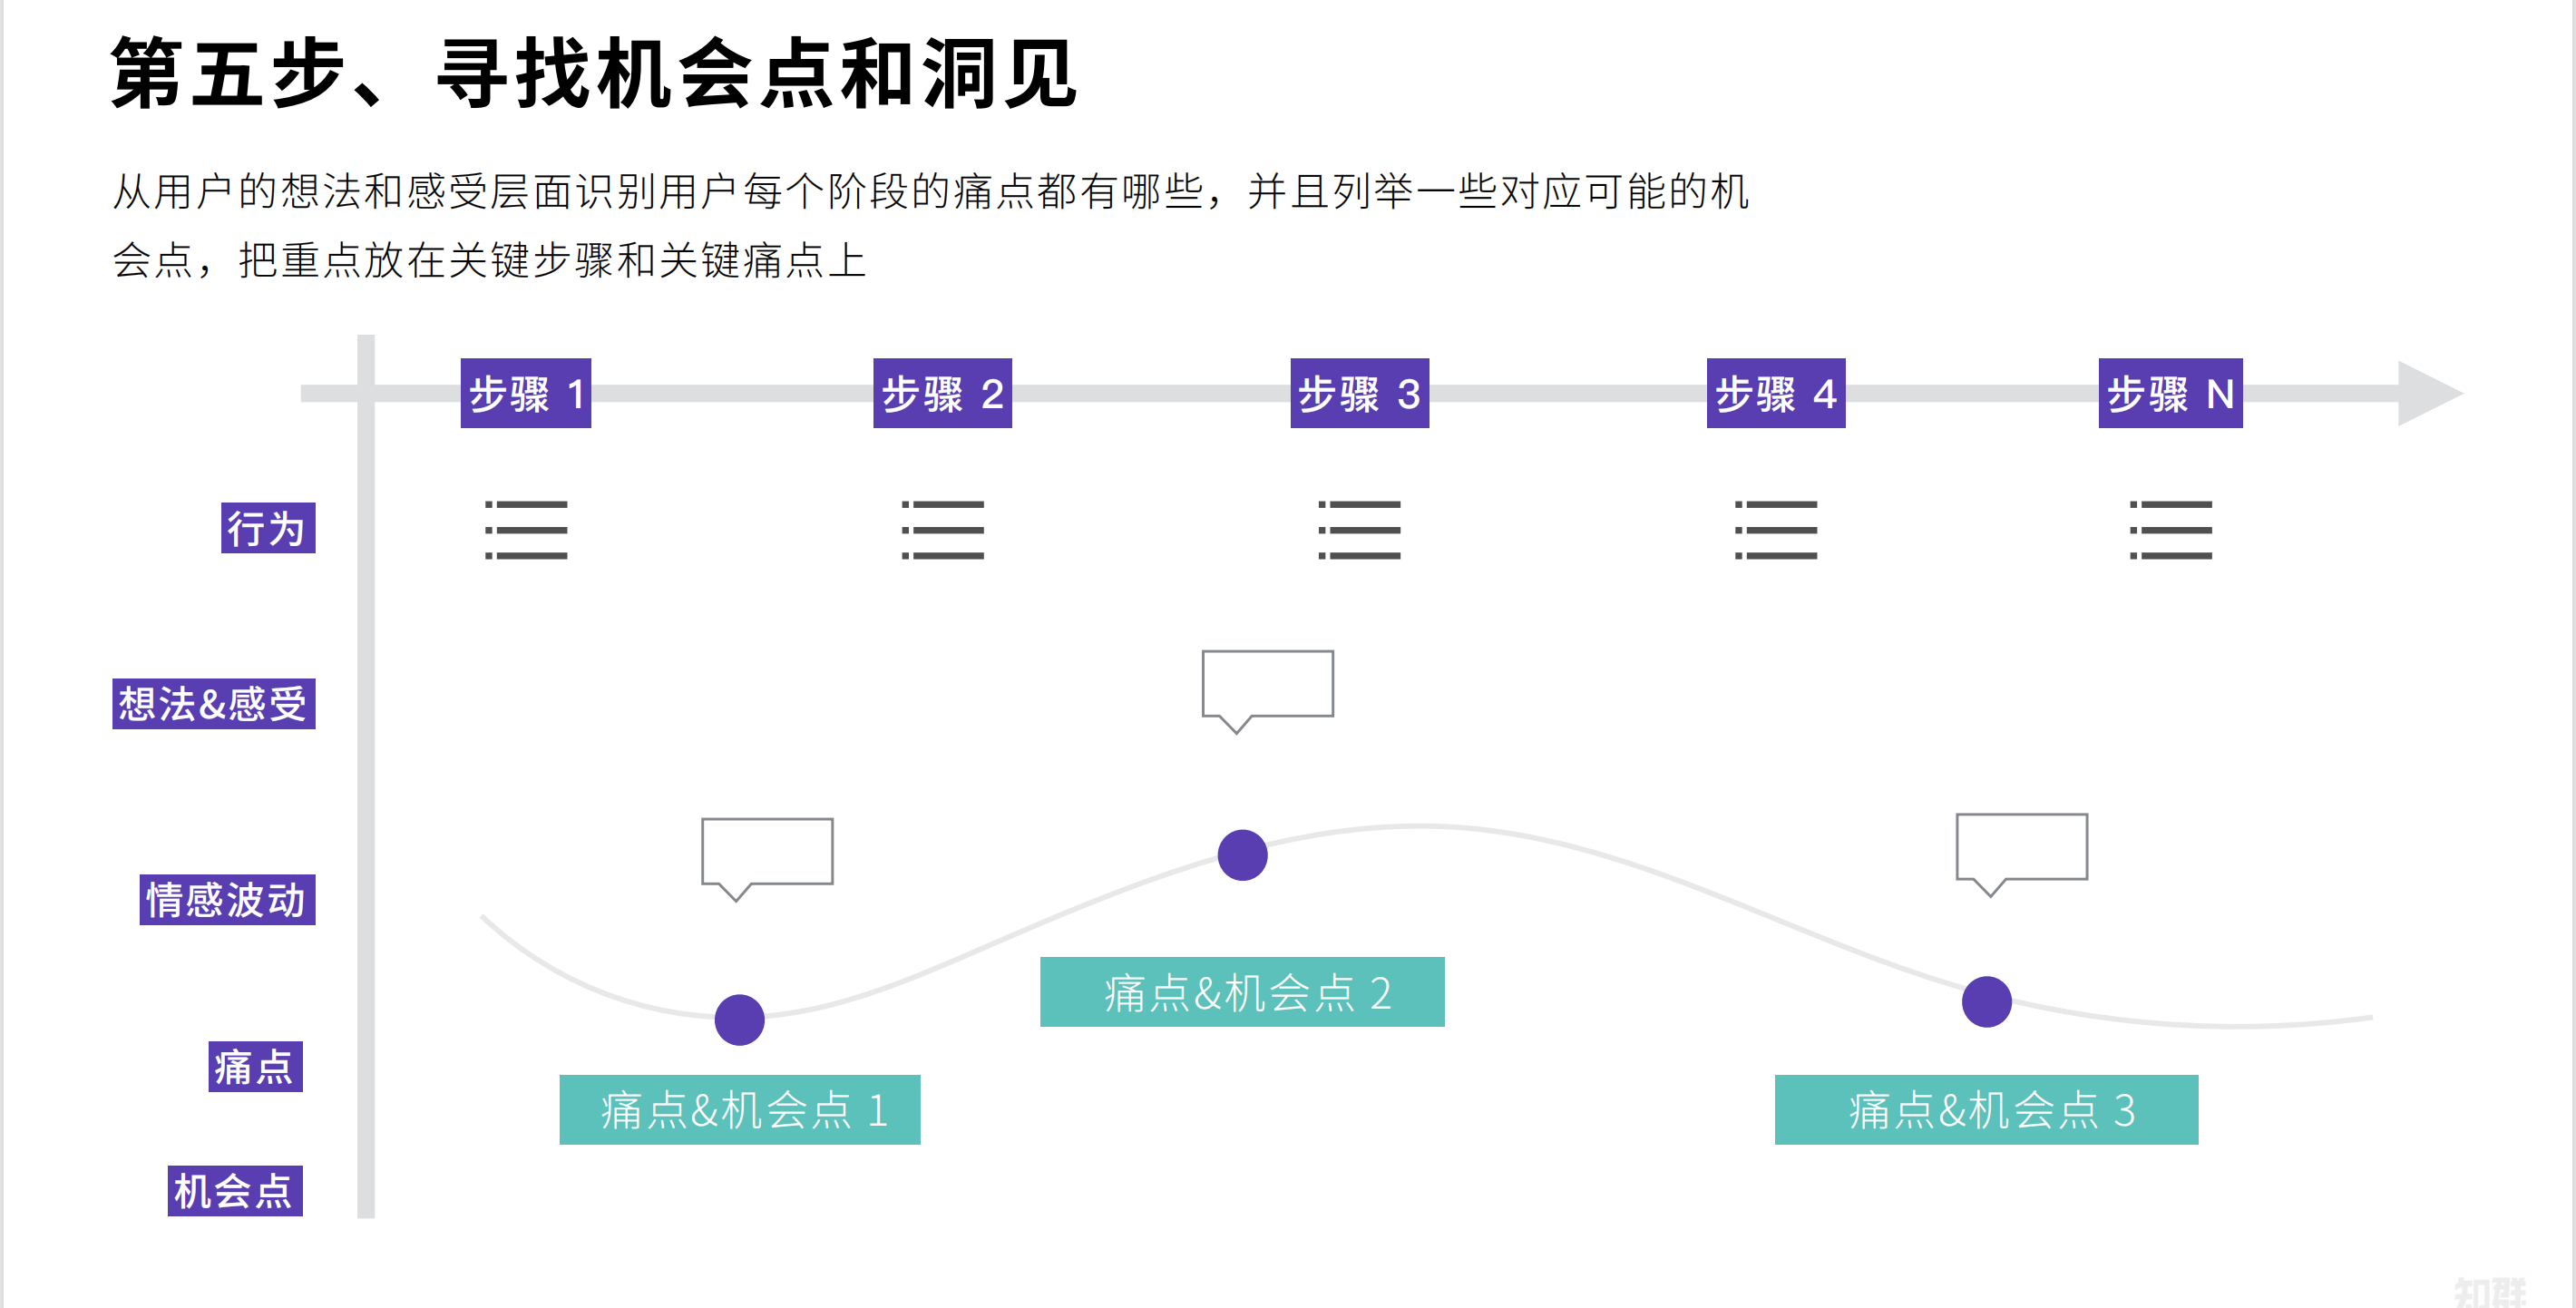 第五步、寻找机会点和洞见
从用户的想法和感受层面识别用户每个阶段的痛点都有哪些，并且列举一些对应可能的机
会点，把重点放在关键步骤和关键痛点上
步骤 1
步骤 2
步骤 3
步骤 4
步骤 N
行为
想法&感受
情感波动
痛点&机会点 2
痛点
痛点&机会点 1
痛点&机会点 3
机会点
知群